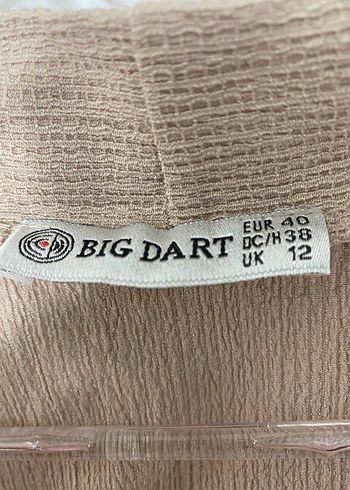 BIG DART
EUR 40
DC/H 38
UK 12